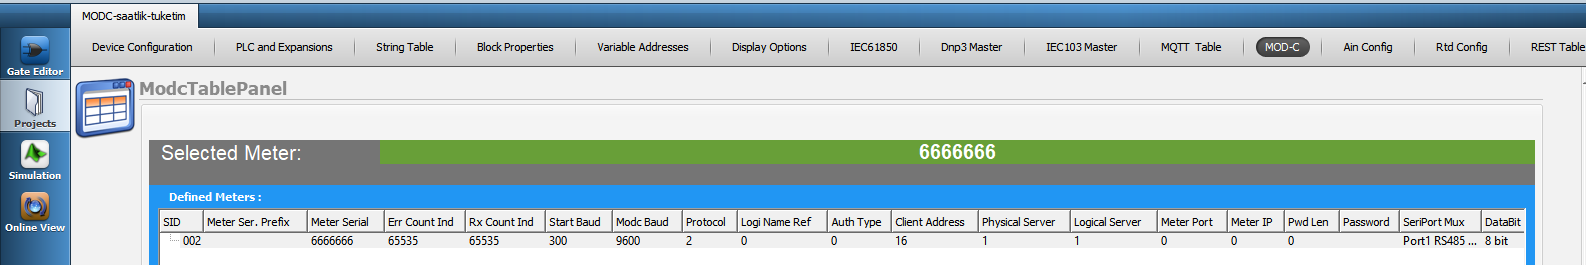 MODC-saatlik-tuketim
Device Configuration PLC and Expansions String Table Block Properties Variable Addresses Display Options IEC61850 Dnp3 Master IEC103 Master MQTT Table MOD-C Ain Config Rtd Config REST Table
Gate Editor
Projects
Simulation
Online View
ModcTablePanel
Selected Meter: 6666666
Defined Meters :
SID Meter Ser. Prefix Meter Serial Err Count Ind Rx Count Ind Start Baud Modc Baud Protocol Logi Name Ref Auth Type Client Address Physical Server Logical Server Meter Port Meter IP Pwd Len Password SeriPort Mux DataBit
002 6666666 65535 65535 300 9600 2 0 0 16 1 1 0 0 0 Port1 RS485 ... 8 bit